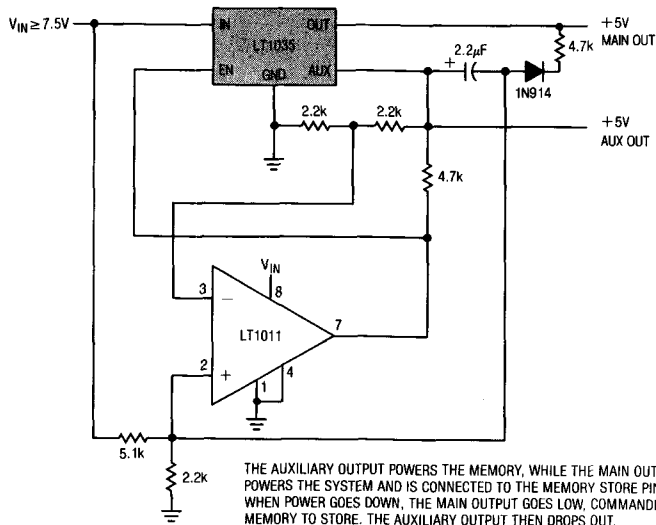 VIN ≥ 7.5V
IN
OUT
LT1035
EN
GND
AUX
+5V
MAIN OUT
4.7k
2.2µF
+
1N914
2.2k
2.2k
+5V
AUX OUT
4.7k
VIN
3
−
8
LT1011
7
2
+
1
4
5.1k
2.2k
THE AUXILIARY OUTPUT POWERS THE MEMORY, WHILE THE MAIN OUT
POWERS THE SYSTEM AND IS CONNECTED TO THE MEMORY STORE PIN
WHEN POWER GOES DOWN, THE MAIN OUTPUT GOES LOW,
MEMORY TO STORE. THE AUXILIARY OUTPUT THEN DROPS OUT.